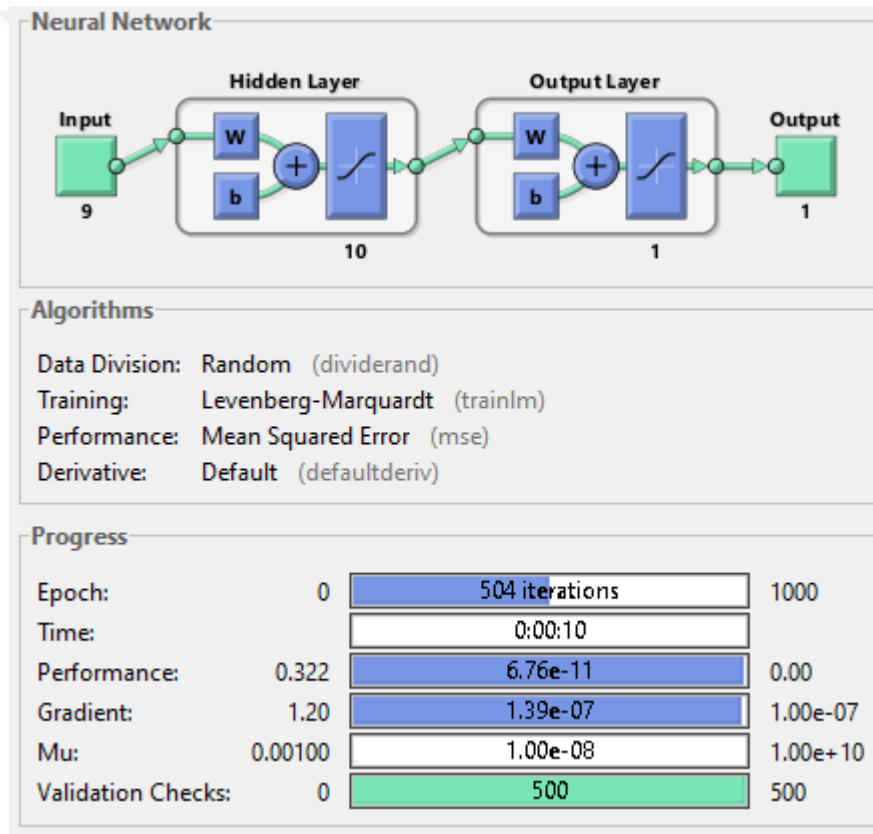 Neural Network
Hidden Layer
Output Layer
Input
Output
W
W
b
b
9
1
10
1
Algorithms
Data Division: Random (dividerand)
Training: Levenberg-Marquardt (trainlm)
Performance: Mean Squared Error (mse)
Derivative: Default (defaultderiv)
Progress
Epoch: 0 504 iterations 1000
Time: 0:00:10
Performance: 0.322 6.76e-11 0.00
Gradient: 1.20 1.39e-07 1.00e-07
Mu: 0.00100 1.00e-08 1.00e+10
Validation Checks: 0 500 500